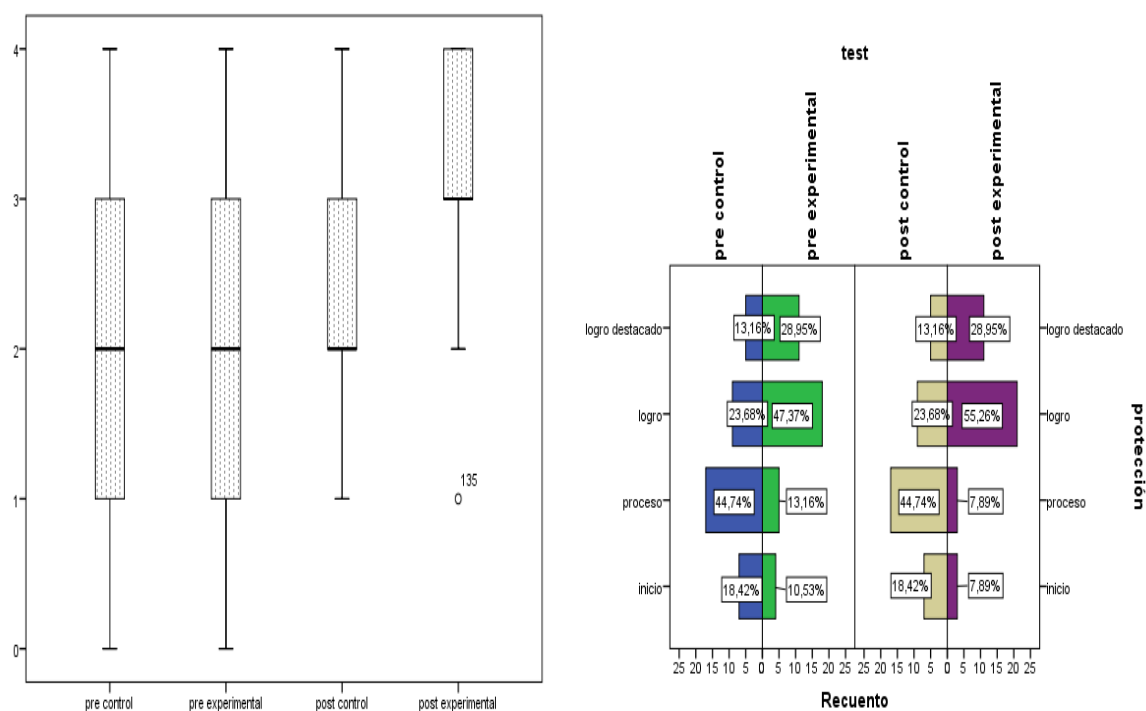 4
3
2
1
0
135
pre control
pre experimental
post control
post experimental
test
pre control
pre experimental
post control
post experimental
logro destacado
13,16%
28,95%
13,16%
28,95%
logro destacado
logro
23,68%
47,37%
23,68%
55,26%
logro
proceso
44,74%
13,16%
44,74%
7,89%
proceso
inicio
18,42%
10,53%
18,42%
7,89%
inicio
protección
25 20 15 10 5 0 5 10 15 20 25 25 20 15 10 5 0 5 10 15 20 25
Recuento